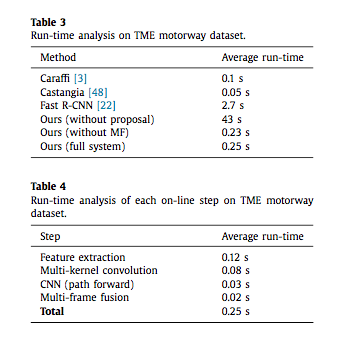 Table 3
Run-time analysis on TME motorway dataset.
Method Average run-time
Caraffi [3] 0.1 s
Castangia [48] 0.05 s
Fast R-CNN [22] 2.7 s
Ours (without proposal) 43 s
Ours (without MF) 0.23 s
Ours (full system) 0.25 s
Table 4
Run-time analysis of each on-line step on TME motorway
dataset.
Step Average run-time
Feature extraction 0.12 s
Multi-kernel convolution 0.08 s
CNN (path forward) 0.03 s
Multi-frame fusion 0.02 s
Total 0.25 s